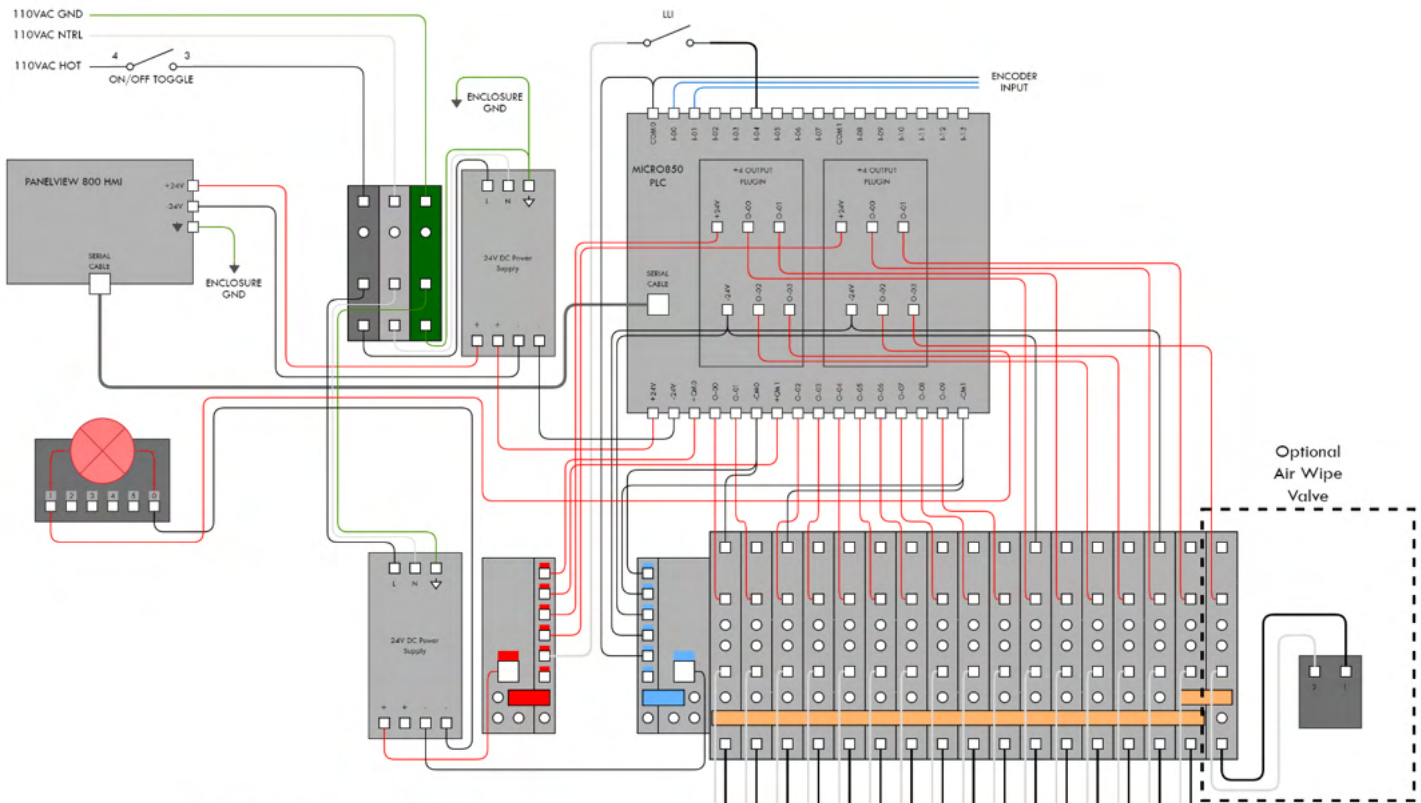 110VAC GND
110VAC NTRL
110VAC HOT
4
3
ON/OFF TOGGLE
LLI
ENCLOSURE
GND
ENCODER
INPUT
COM0
I-00
I-01
I-02
I-03
I-04
I-05
I-06
I-07
COM1
I-08
I-09
I-10
I-11
I-12
I-13
MICRO850
PLC
+4 OUTPUT
PLUGIN
+24V
O-00
O-01
-24V
O-02
O-03
+4 OUTPUT
PLUGIN
+24V
O-00
O-01
-24V
O-02
O-03
SERIAL
CABLE
+24V
-24V
+CM0
O-00
O-01
-CM0
+CM1
O-02
O-03
O-04
O-05
O-06
O-07
O-08
O-09
-CM1
PANELVIEW 800 HMI
+24V
-24V
SERIAL
CABLE
ENCLOSURE
GND
L
N
24V DC Power
Supply
+
+
-
-
1
2
3
4
5
L
N
24V DC Power
Supply
+
+
-
-
Optional
Air Wipe
Valve
2
1